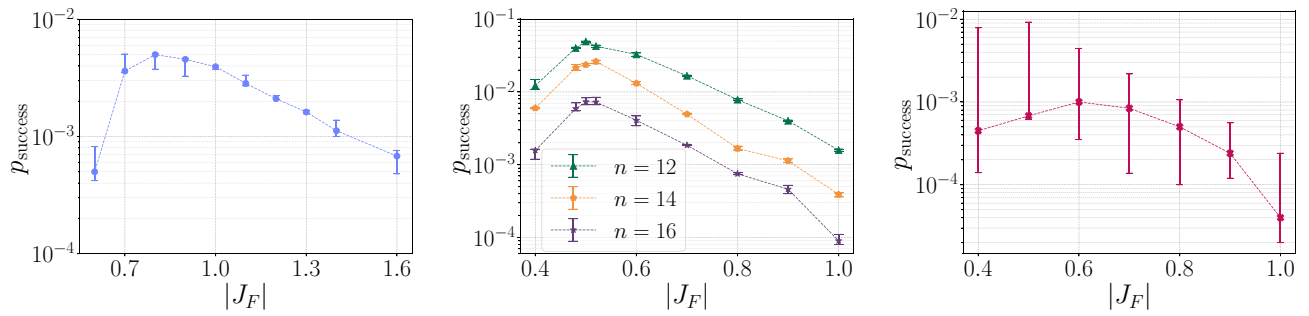 10⁻²
10⁻³
10⁻⁴
p_success
0.7 1.0 1.3 1.6
|J_F|
10⁻¹
10⁻²
10⁻³
10⁻⁴
p_success
n = 12
n = 14
n = 16
0.4 0.6 0.8 1.0
|J_F|
10⁻²
10⁻³
10⁻⁴
p_success
0.4 0.6 0.8 1.0
|J_F|